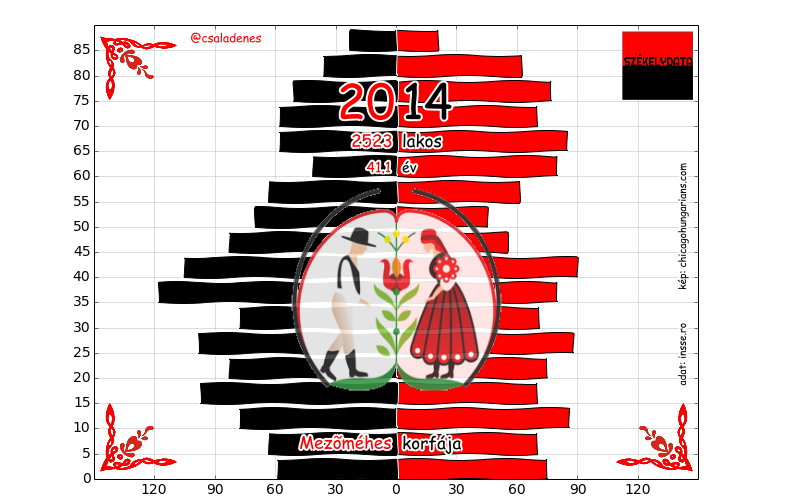 @csaladenes
SZÉKELYDATA
2014
2523 lakos
41.1 év
kép: chicagohungarians.com
adat: insse.ro
Mezõméhes korfája
85
80
75
70
65
60
55
50
45
40
35
30
25
20
15
10
5
0
120 90 60 30 0 30 60 90 120